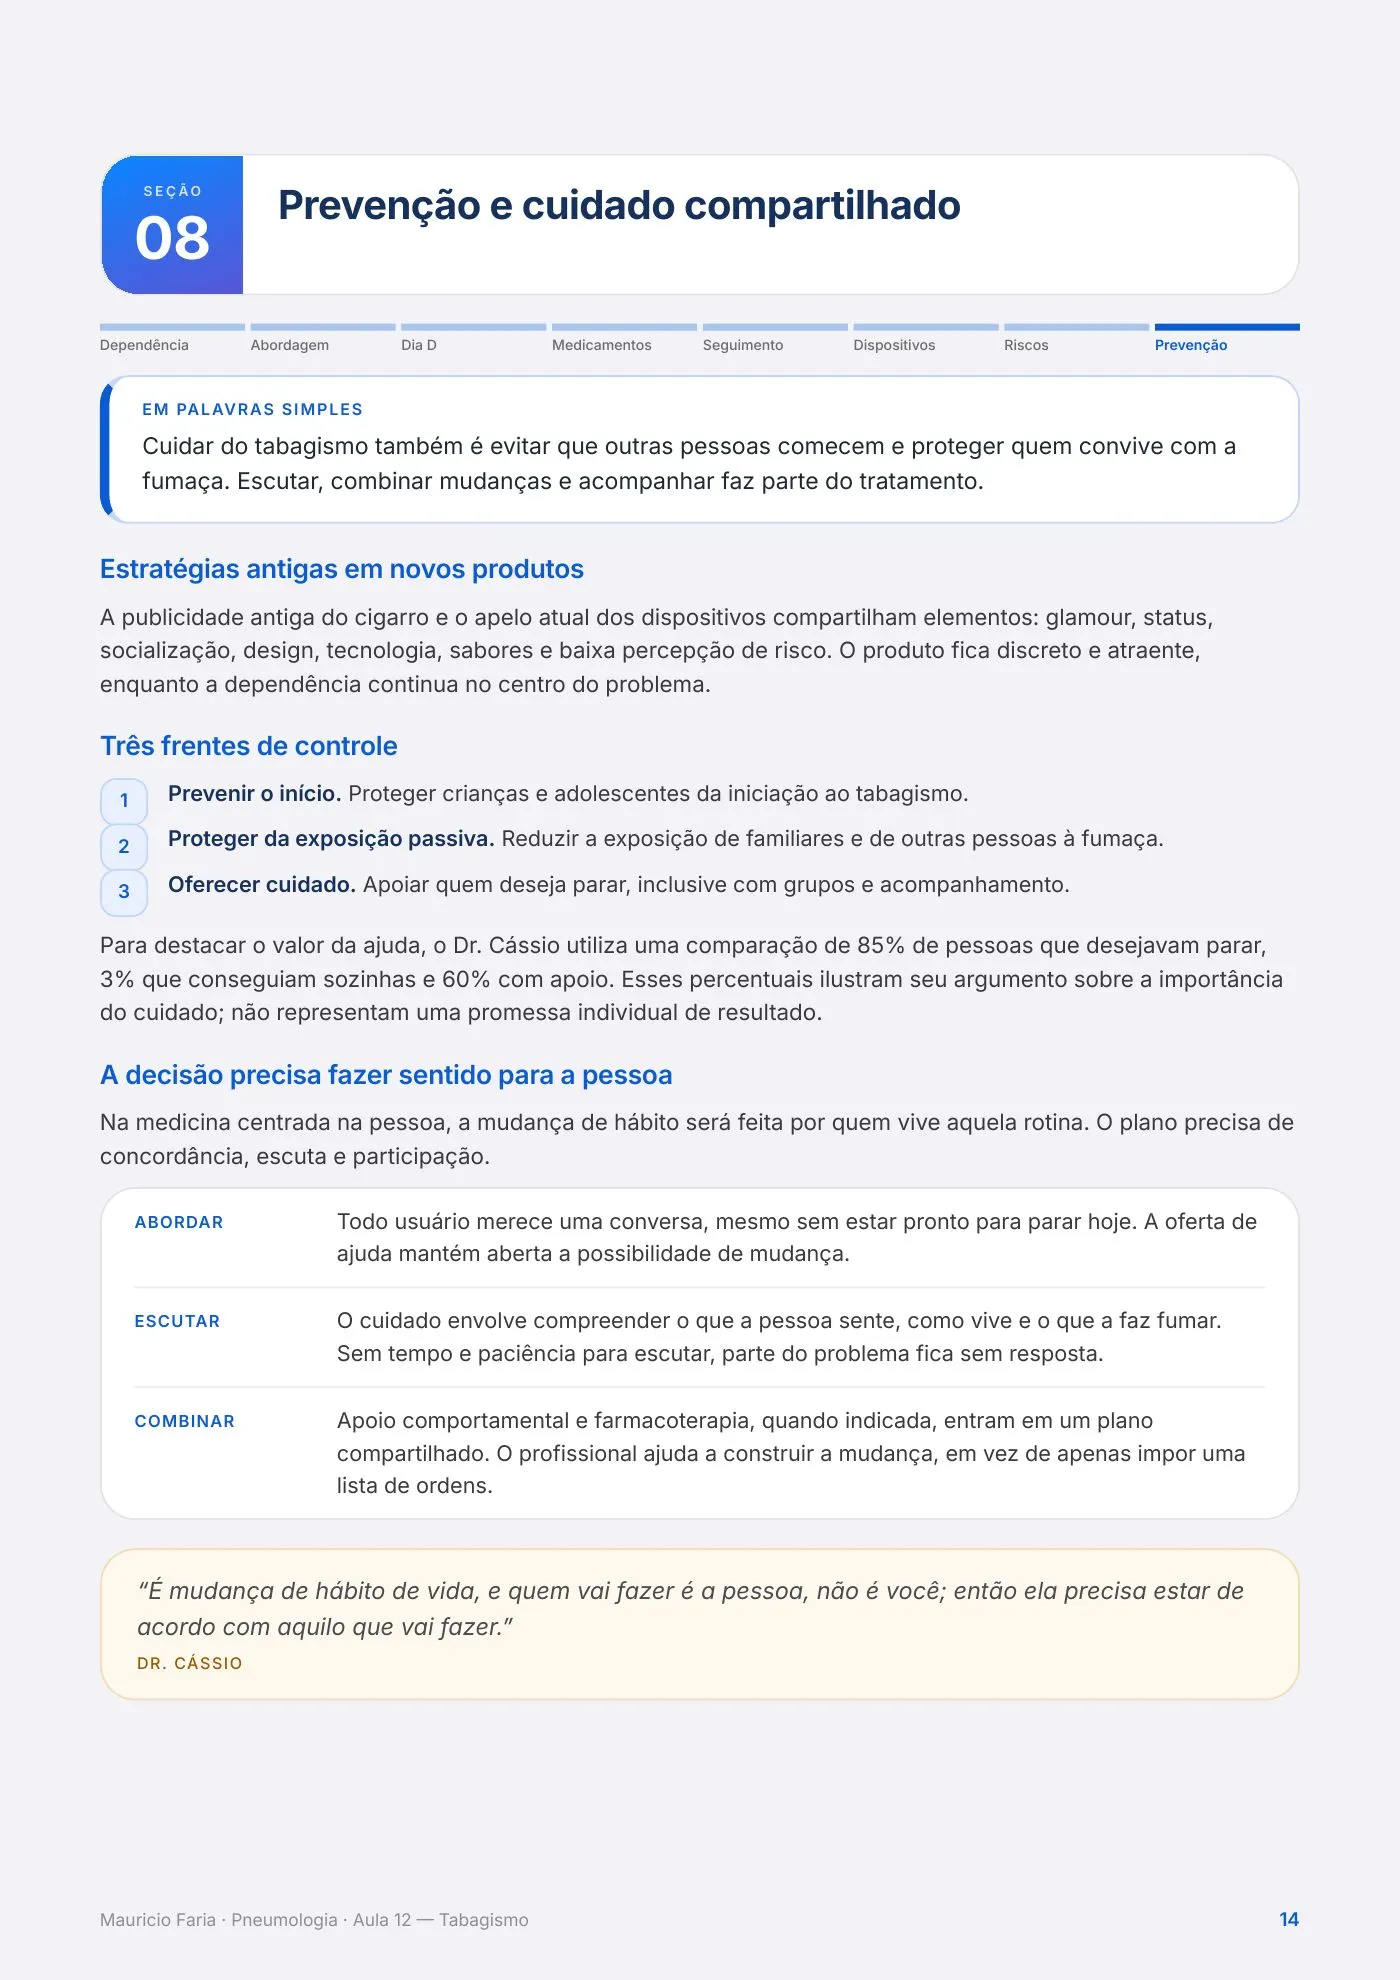 SEÇÃO
08
Prevenção e cuidado compartilhado
Dependência
Abordagem
Dia D
Medicamentos
Seguimento
Dispositivos
Riscos
Prevenção
EM PALAVRAS SIMPLES
Cuidar do tabagismo também é evitar que outras pessoas comecem e proteger quem convive com a
fumaça. Escutar, combinar mudanças e acompanhar faz parte do tratamento.
Estratégias antigas em novos produtos
A publicidade antiga do cigarro e o apelo atual dos dispositivos compartilham elementos: glamour, status,
socialização, design, tecnologia, sabores e baixa percepção de risco. O produto fica discreto e atraente,
enquanto a dependência continua no centro do problema.
Três frentes de controle
1 Prevenir o início. Proteger crianças e adolescentes da iniciação ao tabagismo.
2 Proteger da exposição passiva. Reduzir a exposição de familiares e de outras pessoas à fumaça.
3 Oferecer cuidado. Apoiar quem deseja parar, inclusive com grupos e acompanhamento.
Para destacar o valor da ajuda, o Dr. Cássio utiliza uma comparação de 85% de pessoas que desejavam parar,
3% que conseguiam sozinhas e 60% com apoio. Esses percentuais ilustram seu argumento sobre a importância
do cuidado; não representam uma promessa individual de resultado.
A decisão precisa fazer sentido para a pessoa
Na medicina centrada na pessoa, a mudança de hábito será feita por quem vive aquela rotina. O plano precisa de
concordância, escuta e participação.
ABORDAR
Todo usuário merece uma conversa, mesmo sem estar pronto para parar hoje. A oferta de
ajuda mantém aberta a possibilidade de mudança.
ESCUTAR
O cuidado envolve compreender o que a pessoa sente, como vive e o que a faz fumar.
Sem tempo e paciência para escutar, parte do problema fica sem resposta.
COMBINAR
Apoio comportamental e farmacoterapia, quando indicada, entram em um plano
compartilhado. O profissional ajuda a construir a mudança, em vez de apenas impor uma
lista de ordens.
“É mudança de hábito de vida, e quem vai fazer é a pessoa, não é você; então ela precisa estar de
acordo com aquilo que vai fazer.”
DR. CÁSSIO
Mauricio Faria · Pneumologia · Aula 12 — Tabagismo
14